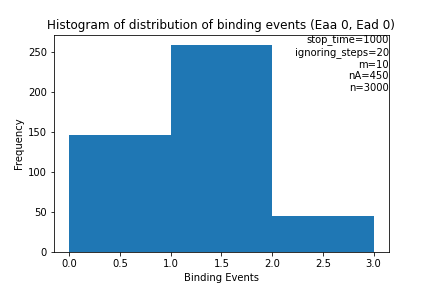 Histogram of distribution of binding events (Eaa 0, Ead 0)
stop_time=1000
ignoring_steps=20
m=10
nA=450
n=3000
250
200
150
100
50
0
Frequency
0.0 0.5 1.0 1.5 2.0 2.5 3.0
Binding Events